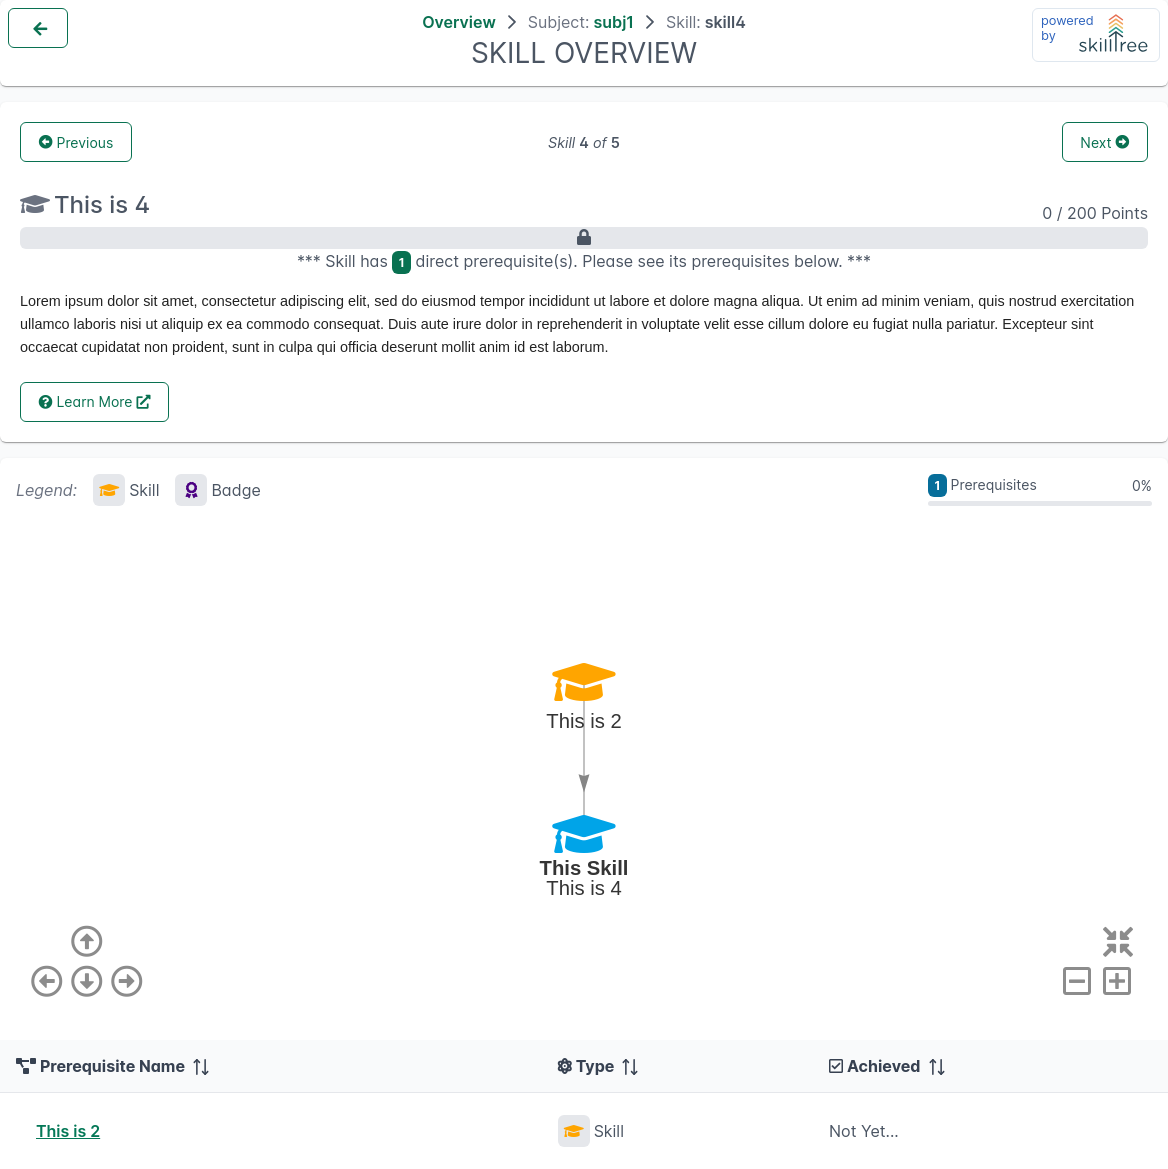 Overview > Subject: subj1 > Skill: skill4
SKILL OVERVIEW
powered
by
skilltree
Previous
Skill 4 of 5
Next
This is 4
0 / 200 Points
*** Skill has 1 direct prerequisite(s). Please see its prerequisites below. ***
Lorem ipsum dolor sit amet, consectetur adipiscing elit, sed do eiusmod tempor incididunt ut labore et dolore magna aliqua. Ut enim ad minim veniam, quis nostrud exercitation
ullamco laboris nisi ut aliquip ex ea commodo consequat. Duis aute irure dolor in reprehenderit in voluptate velit esse cillum dolore eu fugiat nulla pariatur. Excepteur sint
occaecat cupidatat non proident, sunt in culpa qui officia deserunt mollit anim id est laborum.
Learn More
Legend: Skill Badge
1 Prerequisites 0%
This is 2
This Skill
This is 4
Prerequisite Name Type Achieved
This is 2 Skill Not Yet...